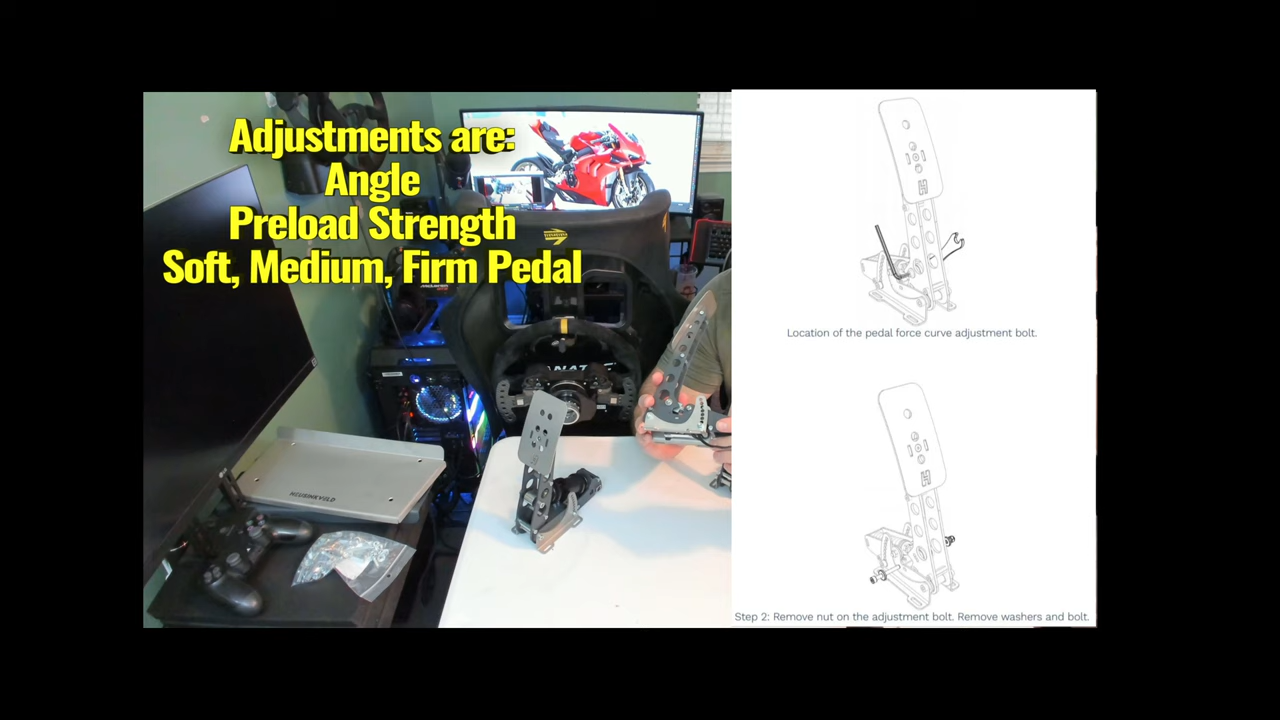 Adjustments are:
Angle
Preload Strength
Soft, Medium, Firm Pedal
HEUSINKVELD
Location of the pedal force curve adjustment bolt.
Step 2: Remove nut on the adjustment bolt. Remove washers and bolt.